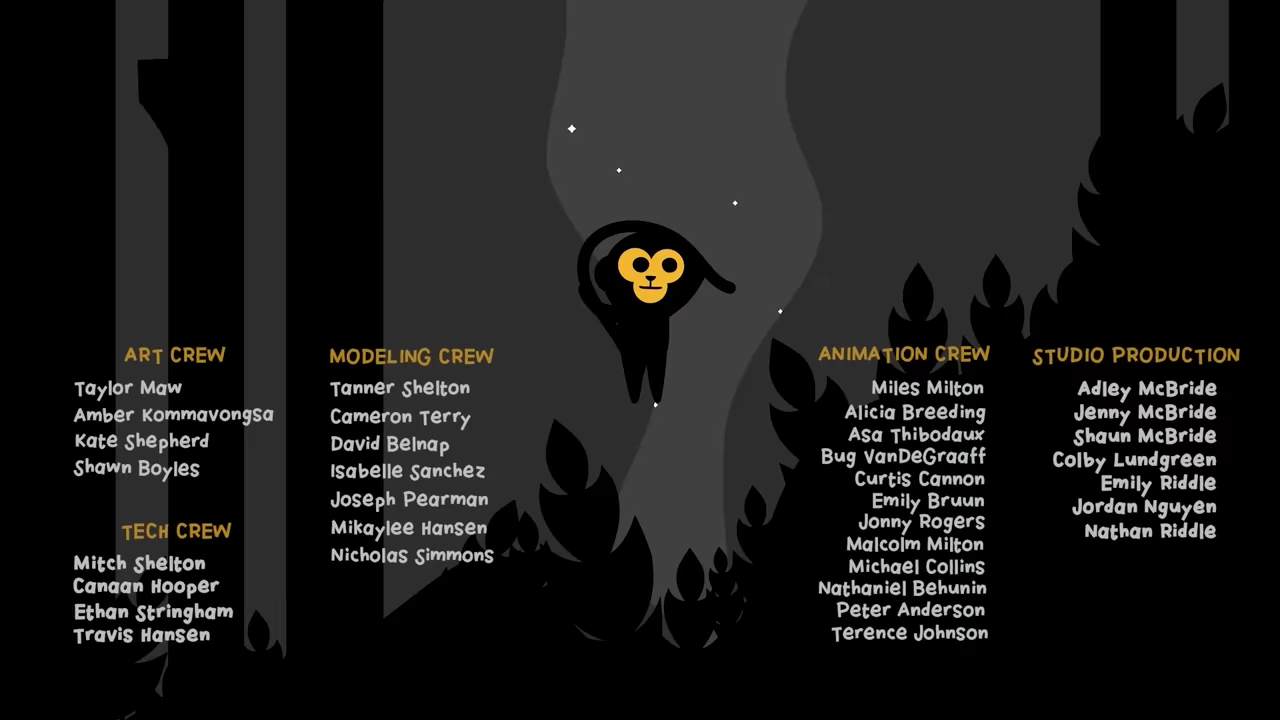 ART CREW
Taylor Maw
Amber Kommavongsa
Kate Shepherd
Shawn Boyles
TECH CREW
Mitch Shelton
Canaan Hooper
Ethan Stringham
Travis Hansen
MODELING CREW
Tanner Shelton
Cameron Terry
David Belnap
Isabelle Sanchez
Joseph Pearman
Mikaylee Hansen
Nicholas Simmons
ANIMATION CREW
Miles Milton
Alicia Breeding
Asa Thibodaux
Bug VanDeGraaff
Curtis Cannon
Emily Bruun
Jonny Rogers
Malcolm Milton
Michael Collins
Nathaniel Behunin
Peter Anderson
Terence Johnson
STUDIO PRODUCTION
Adley McBride
Jenny McBride
Shaun McBride
Colby Lundgreen
Emily Riddle
Jordan Nguyen
Nathan Riddle